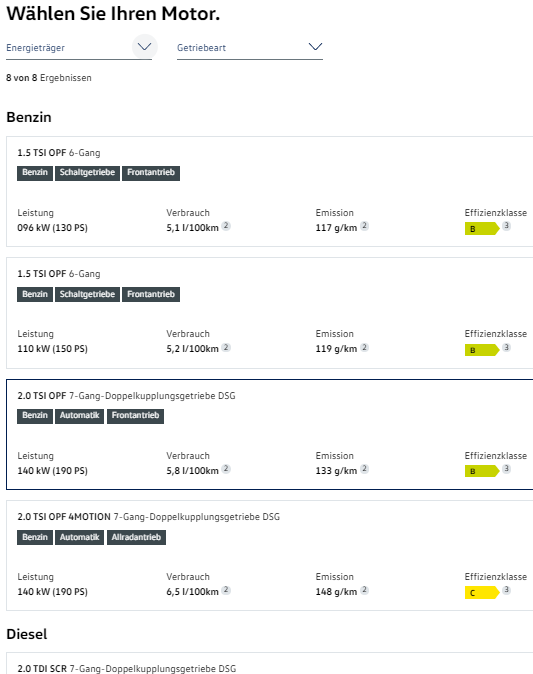 Wählen Sie Ihren Motor.
Energieträger Getriebeart
8 von 8 Ergebnissen
Benzin
1.5 TSI OPF 6-Gang
Benzin Schaltgetriebe Frontantrieb
Leistung Verbrauch Emission Effizienzklasse
096 kW (130 PS) 5,1 l/100km 2 117 g/km 2 B 3
1.5 TSI OPF 6-Gang
Benzin Schaltgetriebe Frontantrieb
Leistung Verbrauch Emission Effizienzklasse
110 kW (150 PS) 5,2 l/100km 2 119 g/km 2 B 3
2.0 TSI OPF 7-Gang-Doppelkupplungsgetriebe DSG
Benzin Automatik Frontantrieb
Leistung Verbrauch Emission Effizienzklasse
140 kW (190 PS) 5,8 l/100km 2 133 g/km 2 B 3
2.0 TSI OPF 4MOTION 7-Gang-Doppelkupplungsgetriebe DSG
Benzin Automatik Allradantrieb
Leistung Verbrauch Emission Effizienzklasse
140 kW (190 PS) 6,5 l/100km 2 148 g/km 2 C 3
Diesel
2.0 TDI SCR 7-Gang-Doppelkupplungsgetriebe DSG